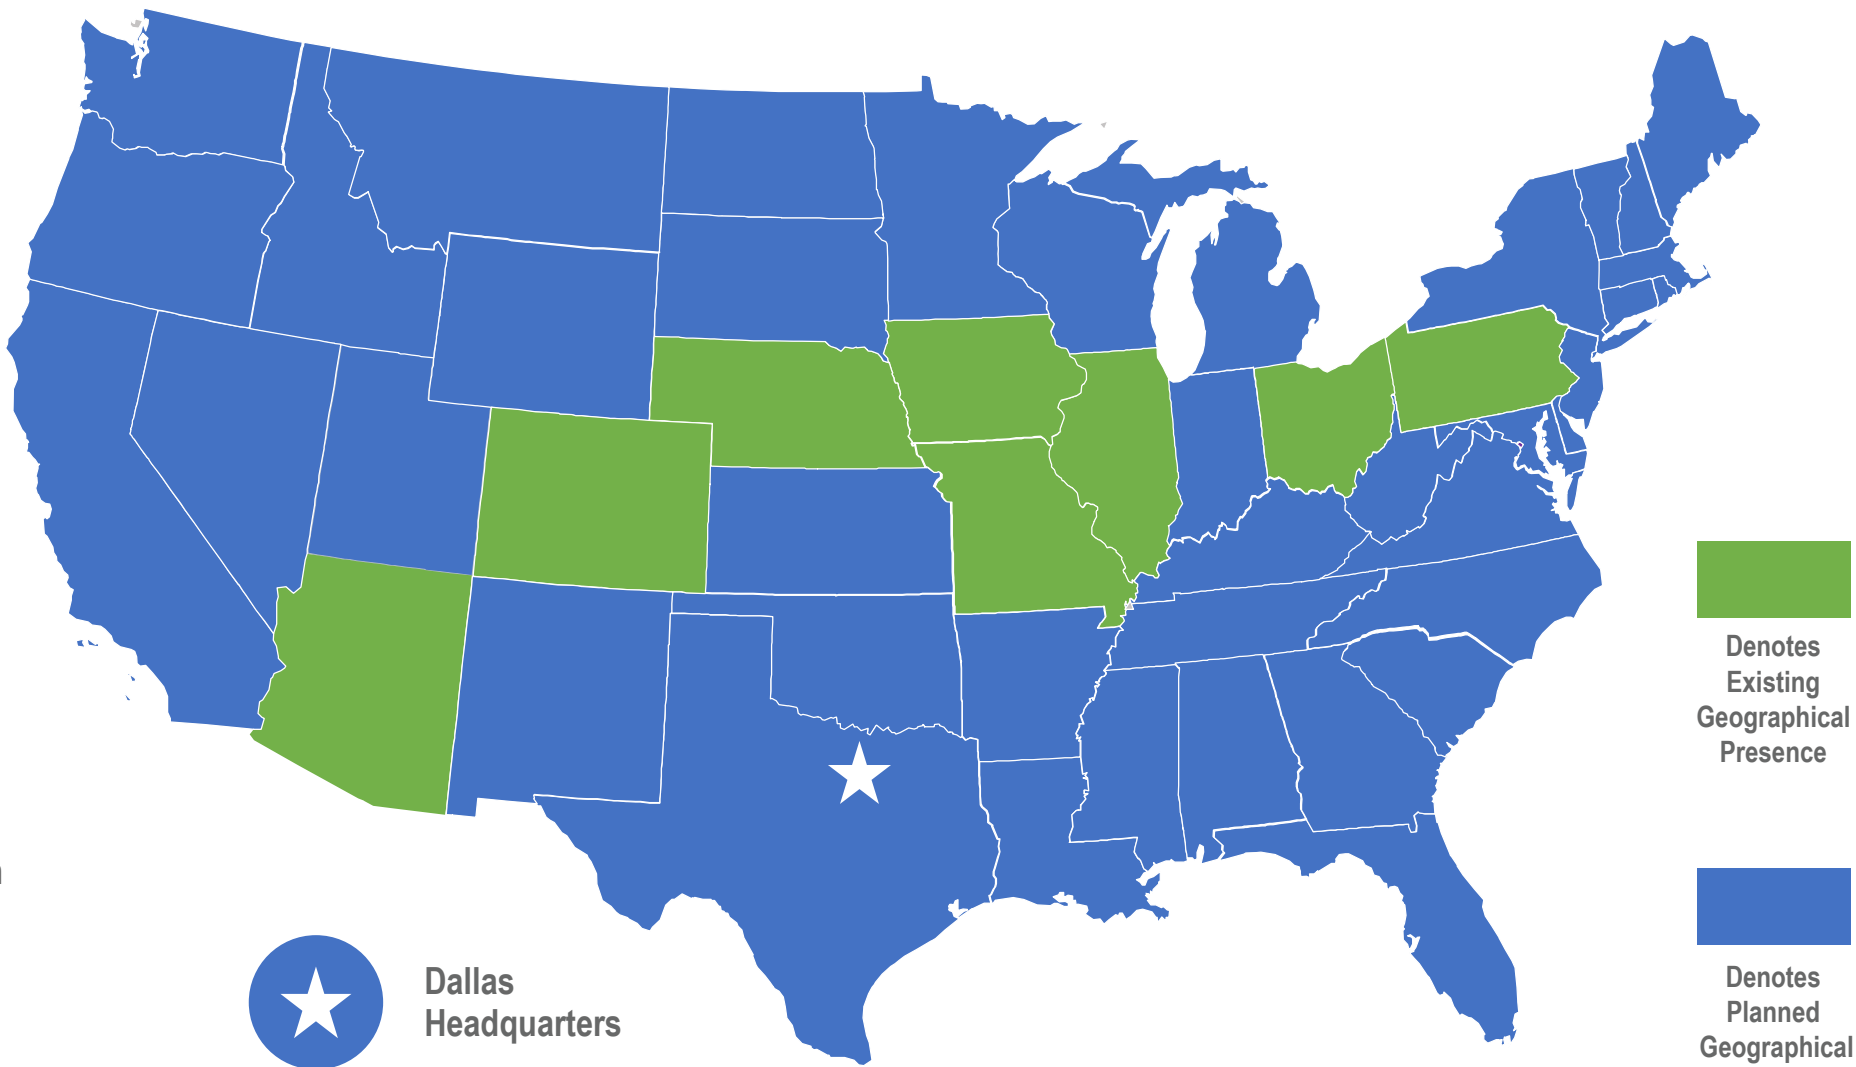 Denotes
Existing
Geographical
Presence
Dallas
Headquarters
Denotes
Planned
Geographical